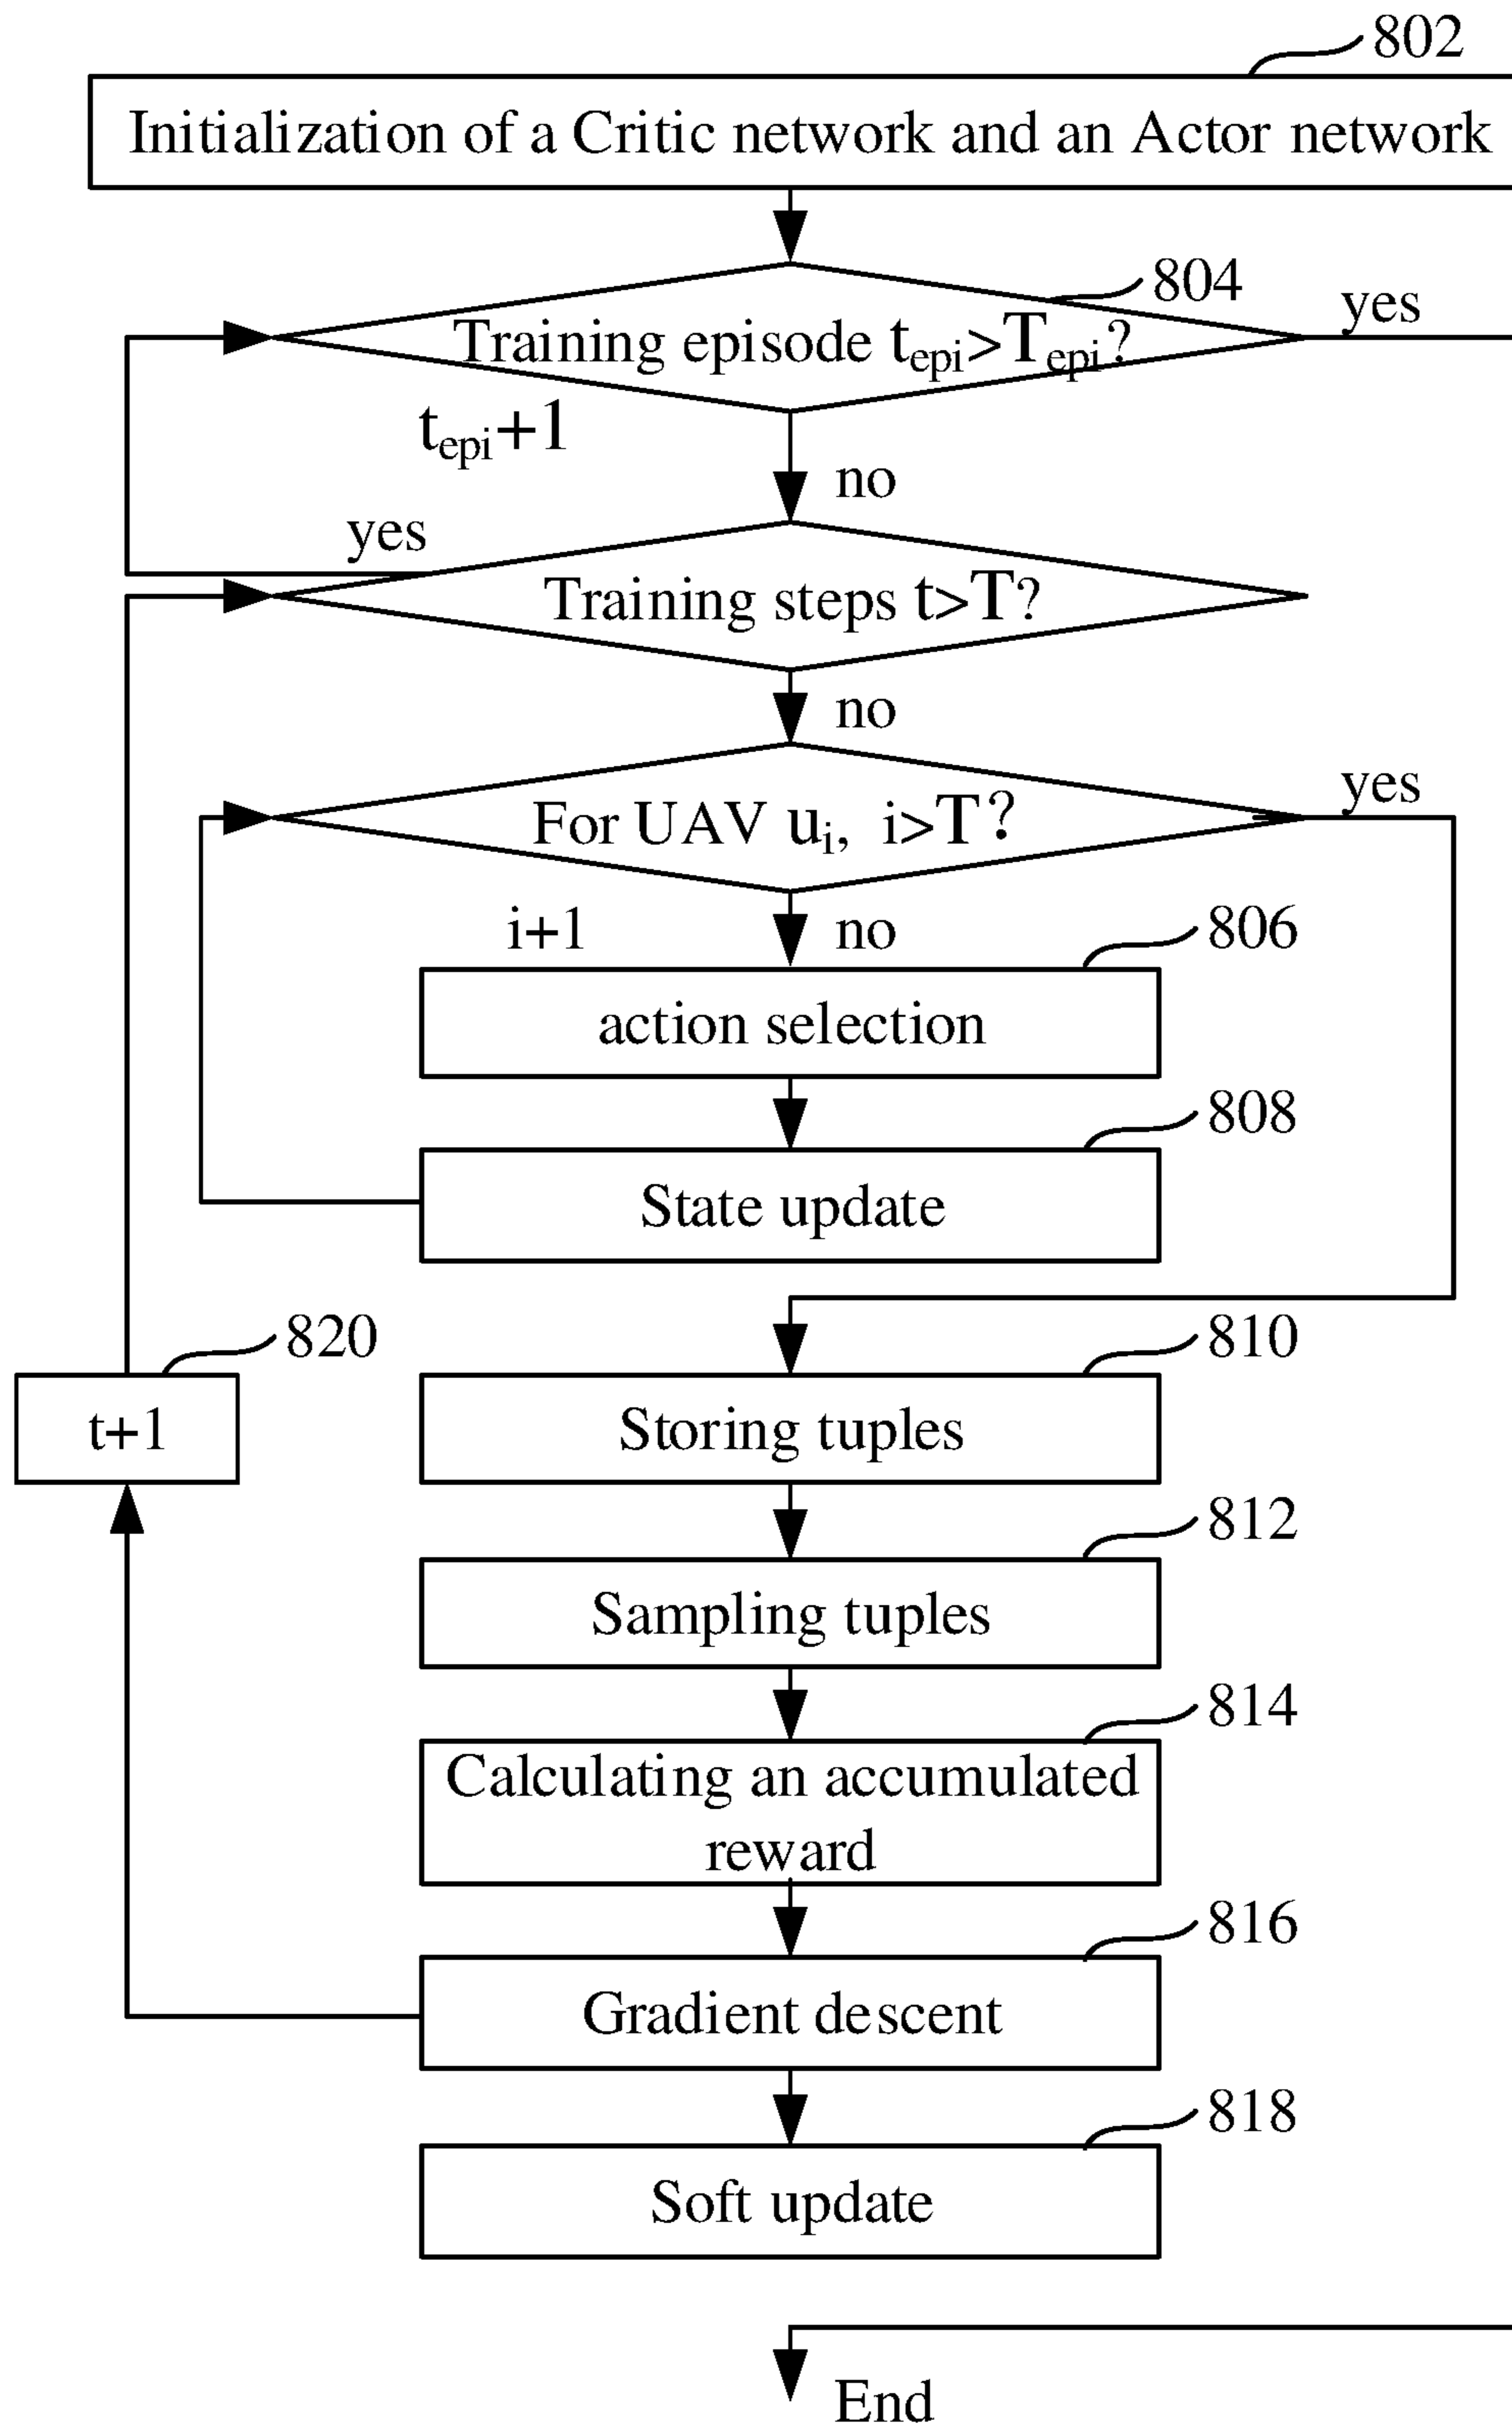 802
Initialization of a Critic network and an Actor network
804
yes
Training episode tepi>Tepi?
tepi+1
no
yes
Training steps t>T?
no
yes
For UAV ui, i>T?
i+1
no
806
action selection
808
State update
820
810
t+1
Storing tuples
812
Sampling tuples
814
Calculating an accumulated
reward
816
Gradient descent
818
Soft update
End